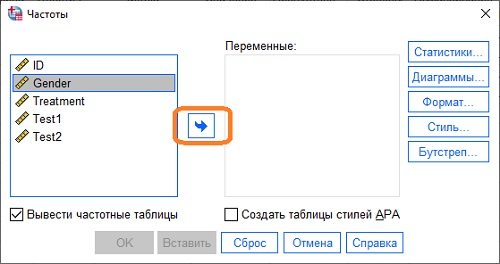 Частоты
Переменные:
ID
Gender
Treatment
Test1
Test2
Статистики...
Диаграммы...
Формат...
Стиль...
Бутстреп...
Вывести частотные таблицы
Создать таблицы стилей APA
OK
Вставить
Сброс
Отмена
Справка